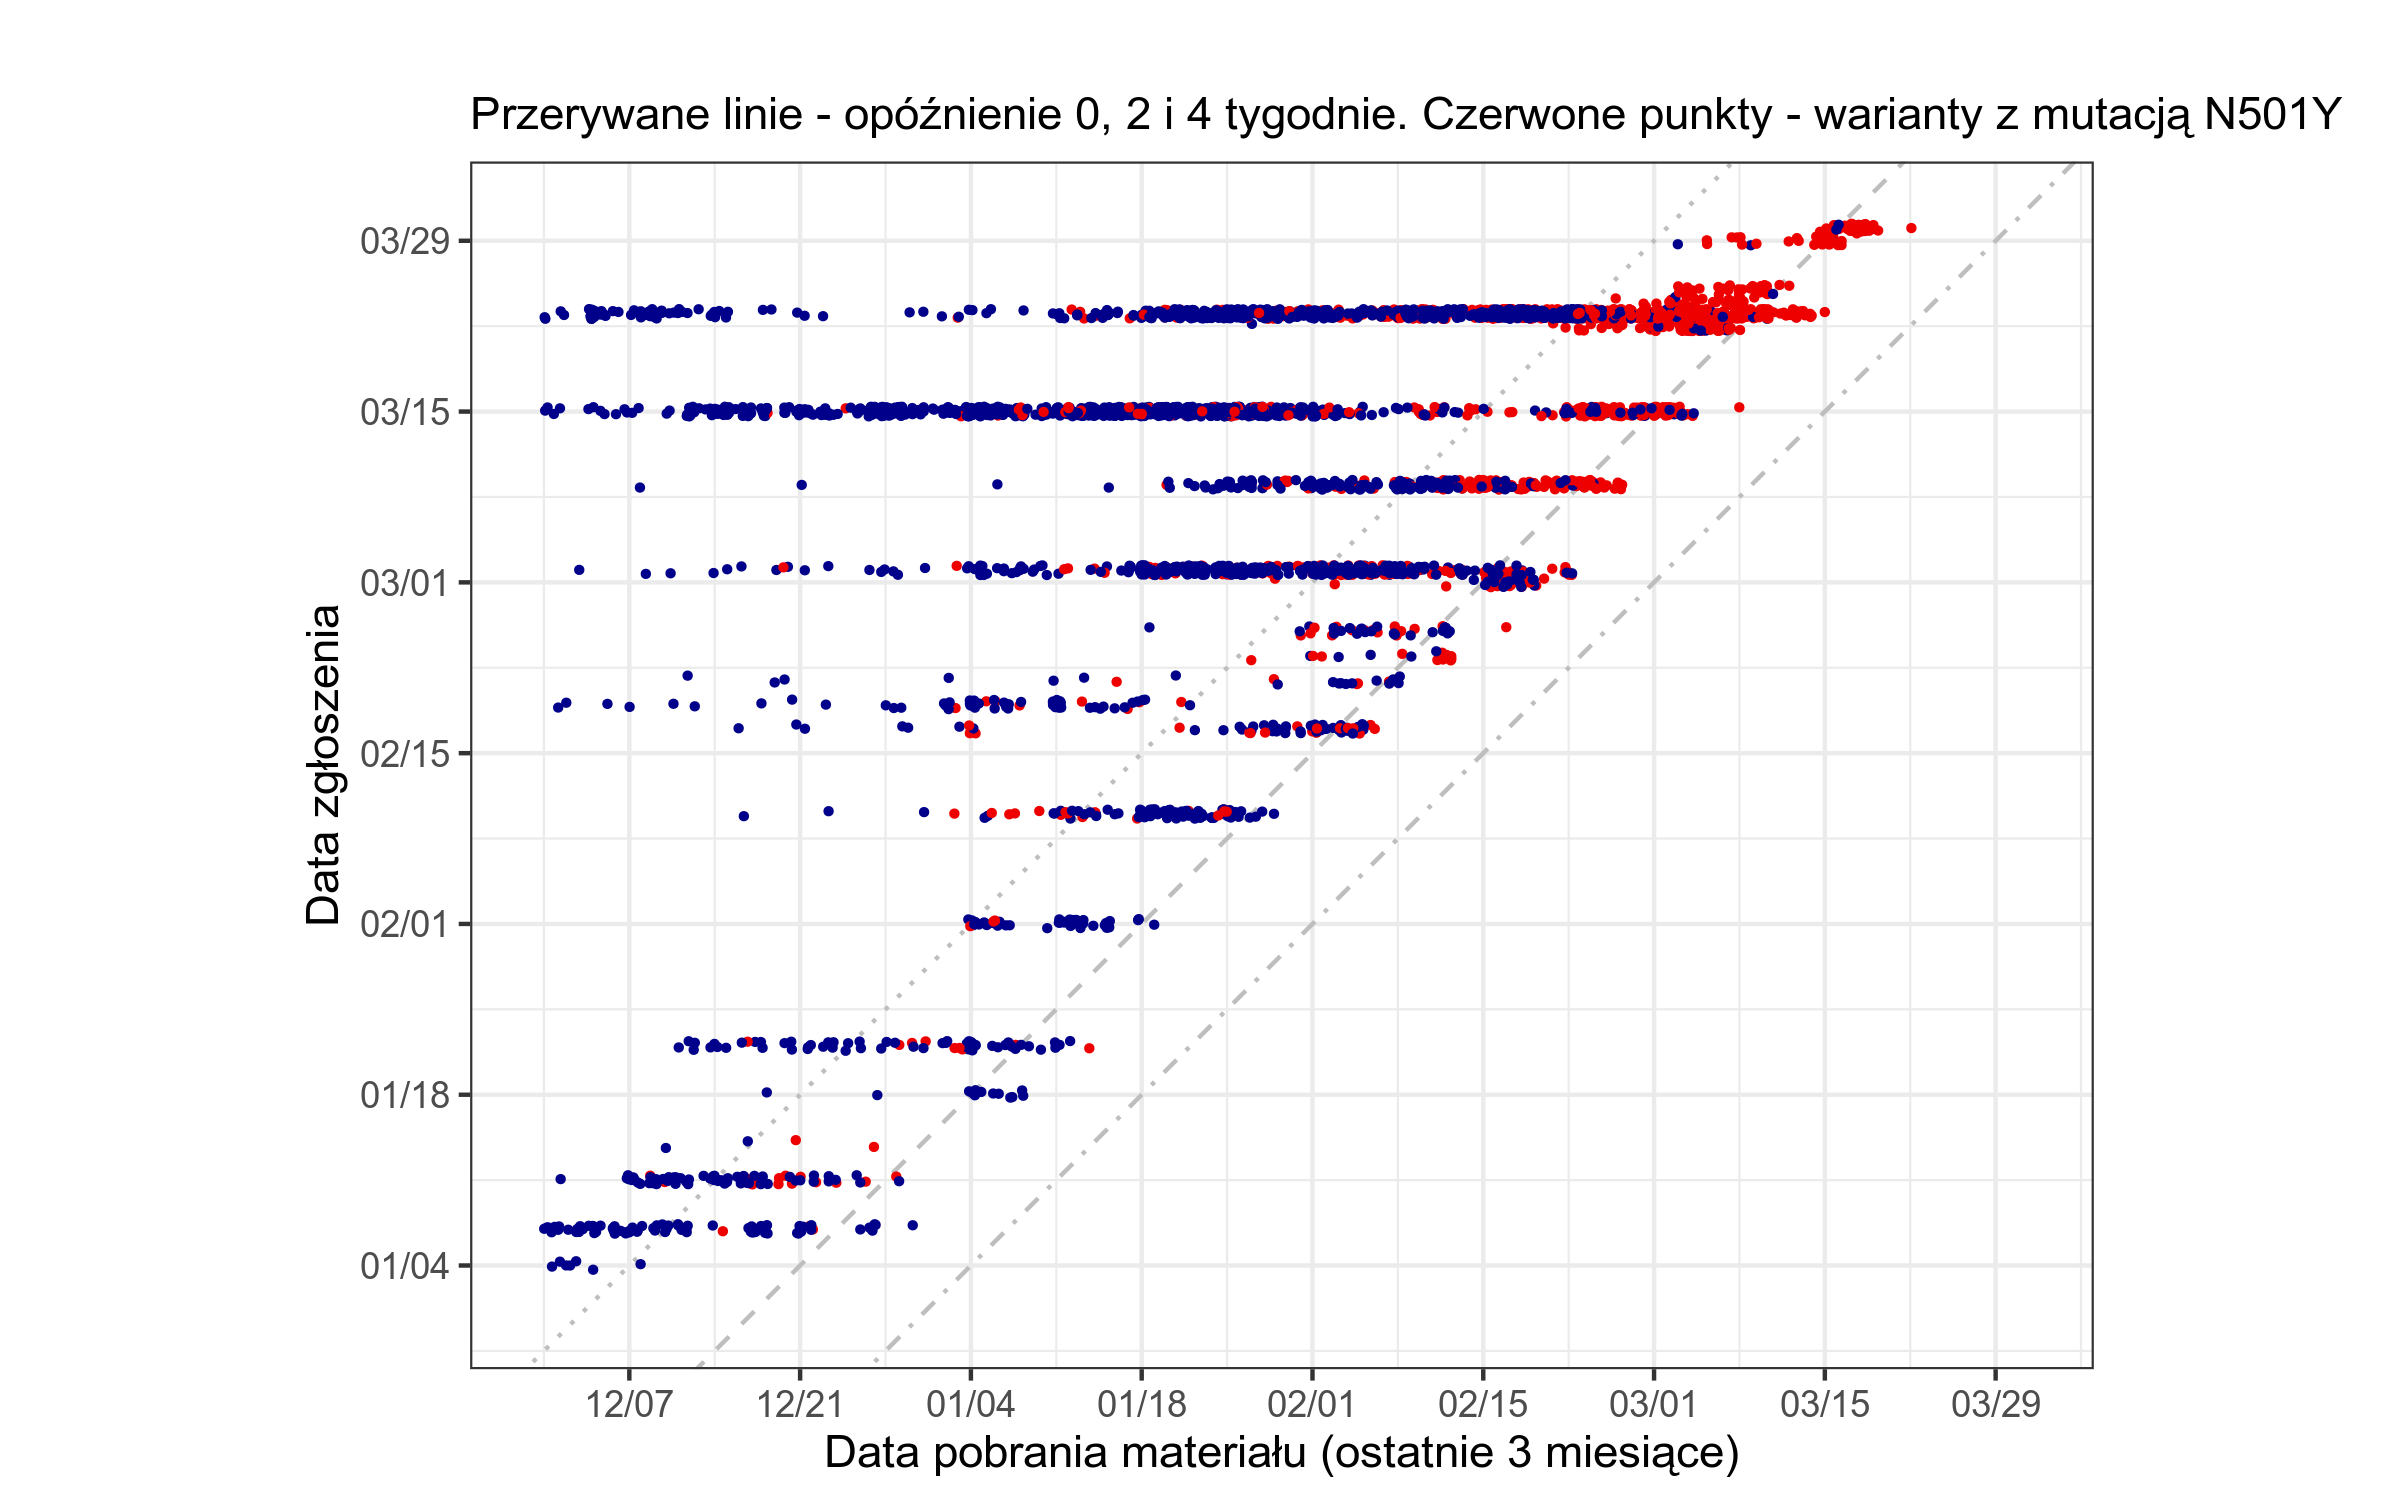 Przerywane linie - opóźnienie 0, 2 i 4 tygodnie. Czerwone punkty - warianty z mutacją N501Y
Data zgłoszenia
03/29
03/15
03/01
02/15
02/01
01/18
01/04
12/07 12/21 01/04 01/18 02/01 02/15 03/01 03/15 03/29
Data pobrania materiału (ostatnie 3 miesiące)